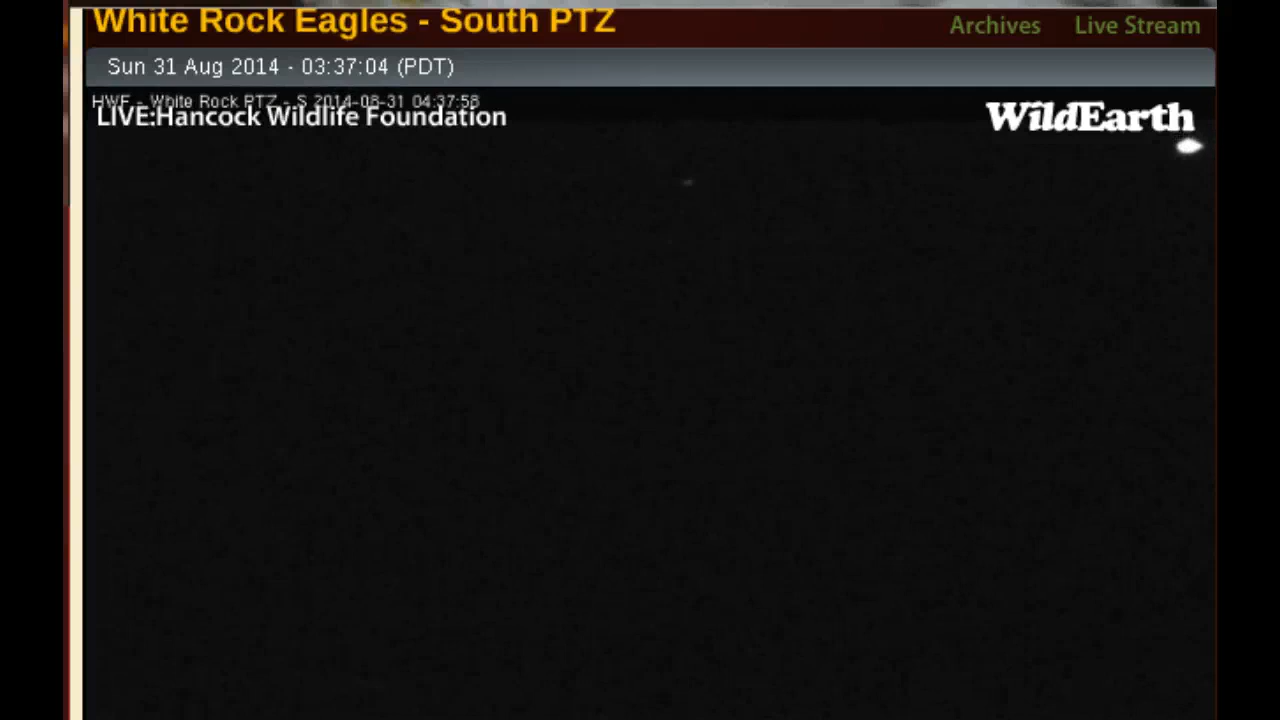 White Rock Eagles - South PTZ
Archives Live Stream
Sun 31 Aug 2014 - 03:37:04 (PDT)
HWF - White Rock PTZ - S 2014-08-31 04:37:58
LIVE:Hancock Wildlife Foundation
WildEarth